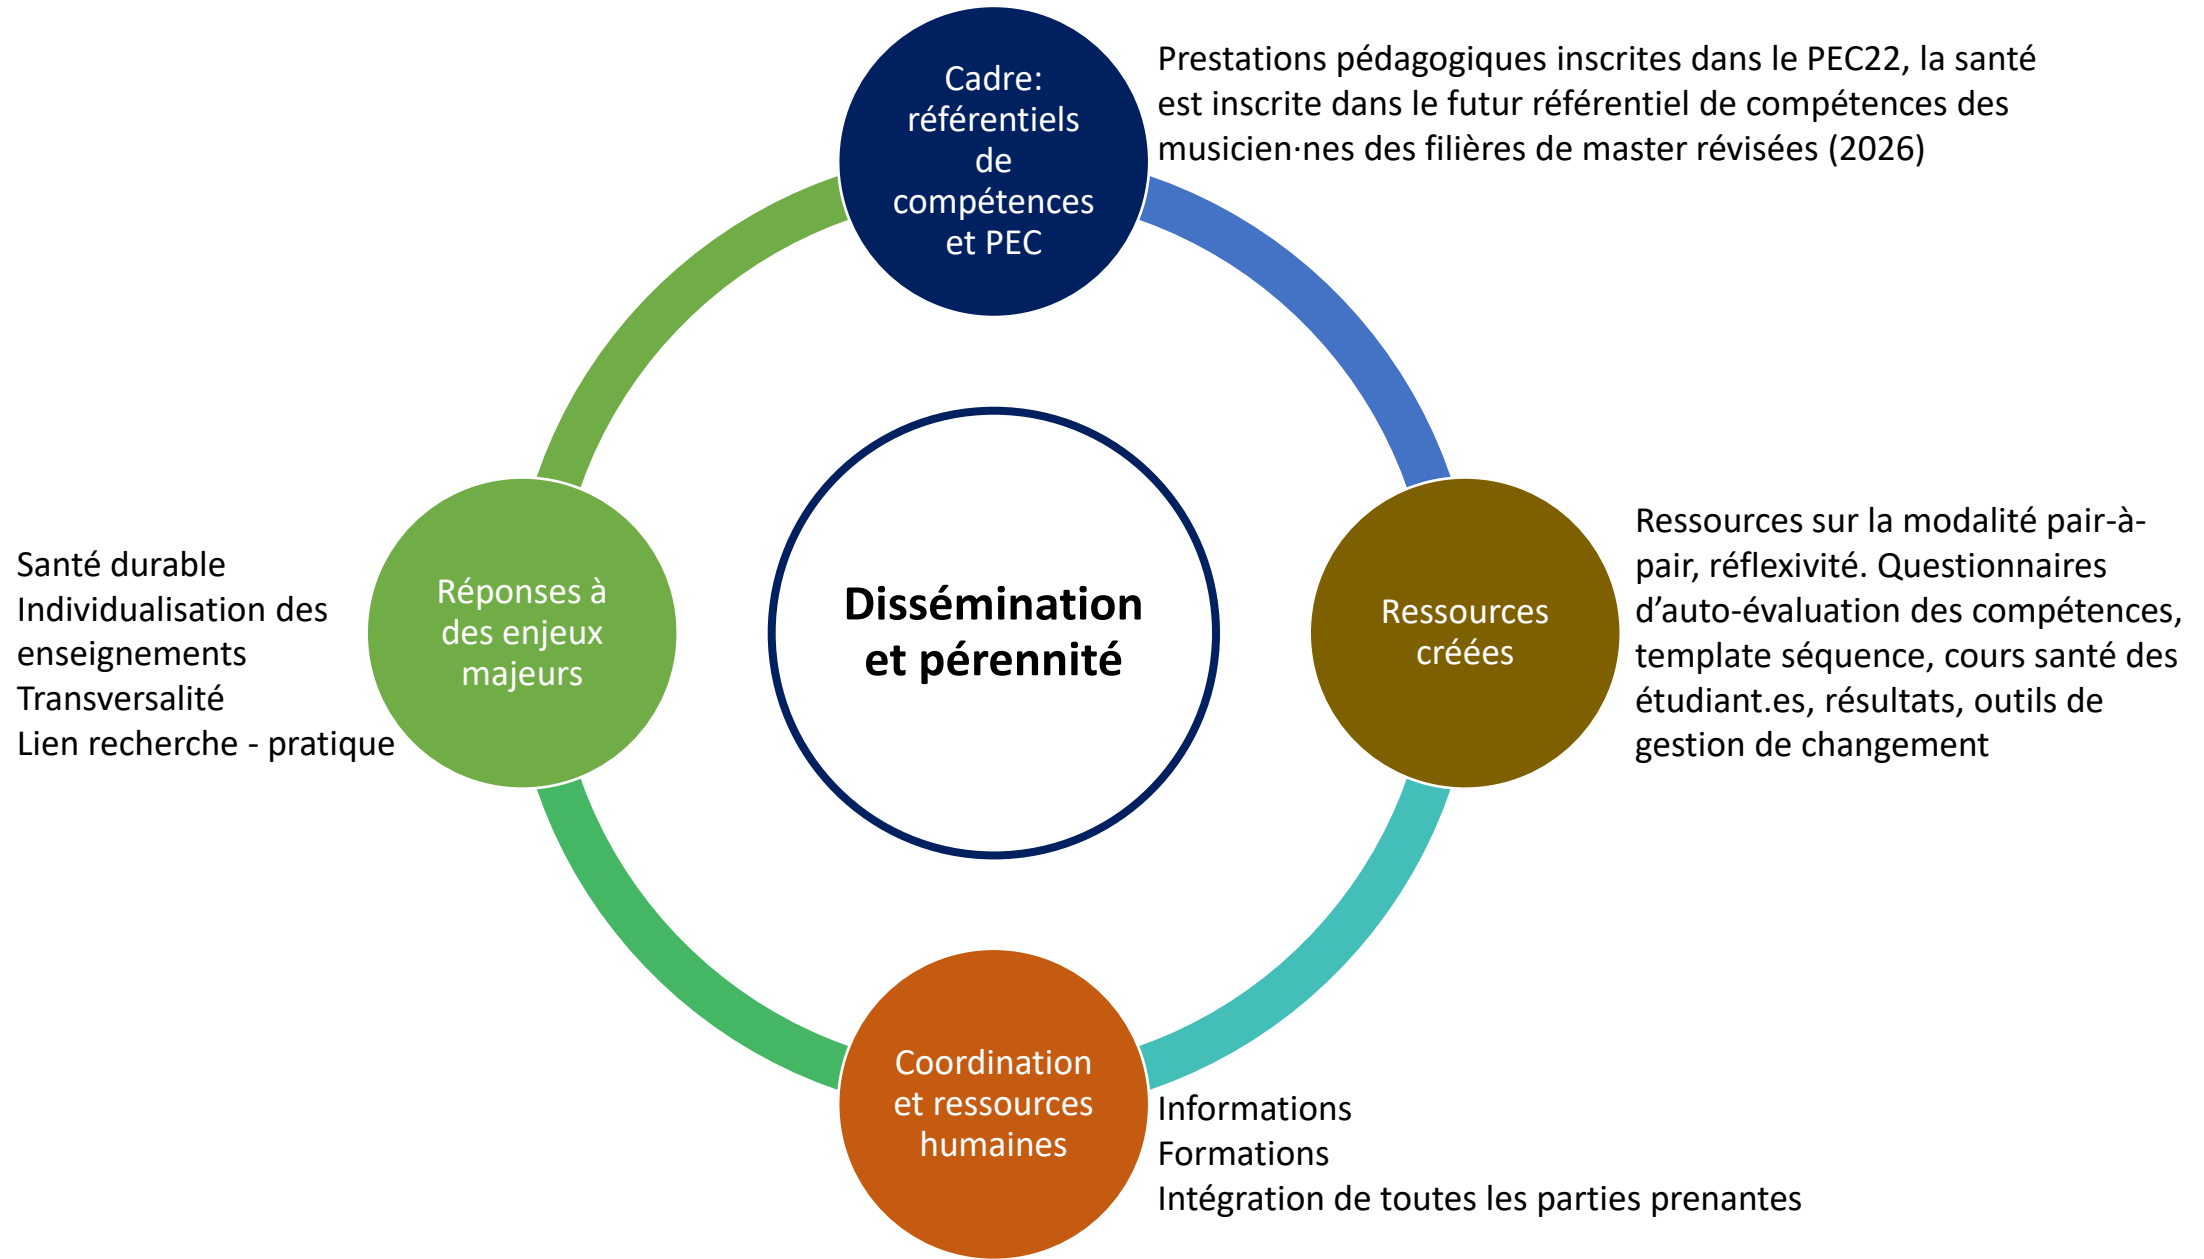 Cadre:
référentiels
de
compétences
et PEC
Prestations pédagogiques inscrites dans le PEC22, la santé
est inscrite dans le futur référentiel de compétences des
musicien·nes des filières de master révisées (2026)
Santé durable
Individualisation des
enseignements
Transversalité
Lien recherche - pratique
Réponses à
des enjeux
majeurs
Dissémination
et pérennité
Ressources
créées
Ressources sur la modalité pair-à-
pair, réflexivité. Questionnaires
d’auto-évaluation des compétences,
template séquence, cours santé des
étudiant.es, résultats, outils de
gestion de changement
Coordination
et ressources
humaines
Informations
Formations
Intégration de toutes les parties prenantes